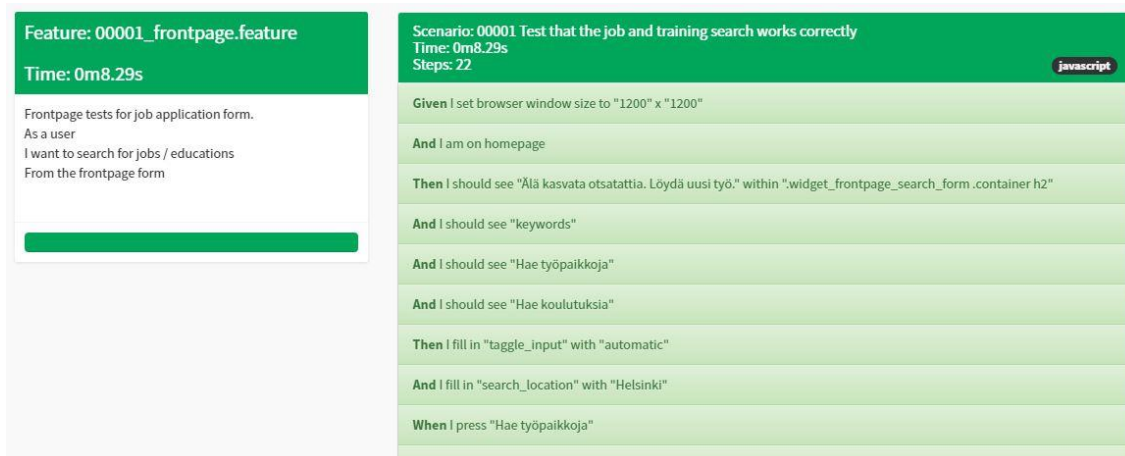 Feature: 00001_frontpage.feature
Time: 0m8.29s
Frontpage tests for job application form.
As a user
I want to search for jobs / educations
From the frontpage form
Scenario: 00001 Test that the job and training search works correctly
Time: 0m8.29s
Steps: 22
javascript
Given I set browser window size to "1200" x "1200"
And I am on homepage
Then I should see "Älä kasvata otsatattia. Löydä uusi työ." within ".widget_frontpage_search_form .container h2"
And I should see "keywords"
And I should see "Hae työpaikkoja"
And I should see "Hae koulutuksia"
Then I fill in "taggle_input" with "automatic"
And I fill in "search_location" with "Helsinki"
When I press "Hae työpaikkoja"